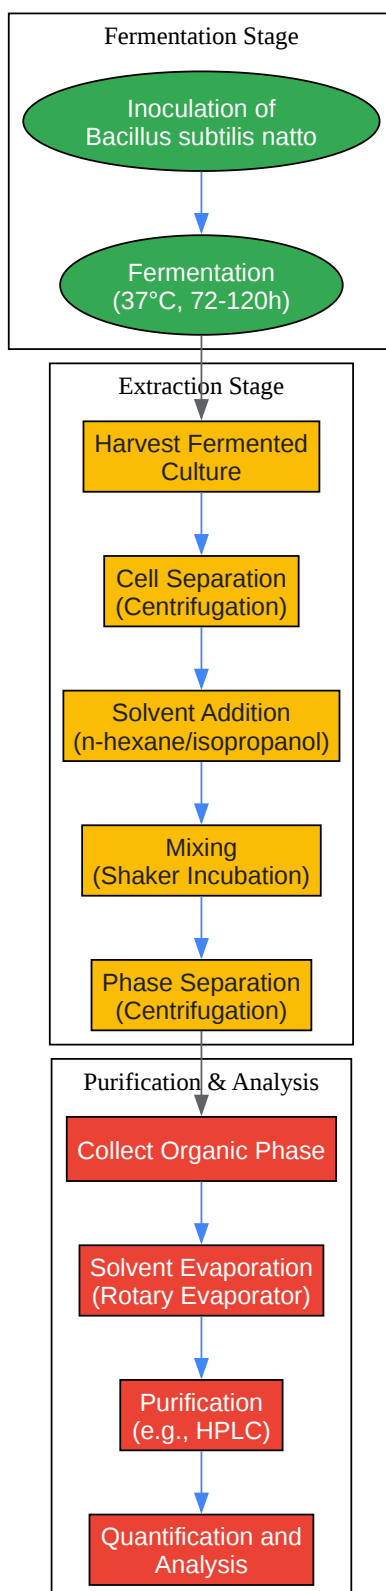 Fermentation Stage
Inoculation of
Bacillus subtilis natto
Fermentation
(37°C, 72-120h)
Extraction Stage
Harvest Fermented
Culture
Cell Separation
(Centrifugation)
Solvent Addition
(n-hexane/isopropanol)
Mixing
(Shaker Incubation)
Phase Separation
(Centrifugation)
Purification & Analysis
Collect Organic Phase
Solvent Evaporation
(Rotary Evaporator)
Purification
(e.g., HPLC)
Quantification and
Analysis